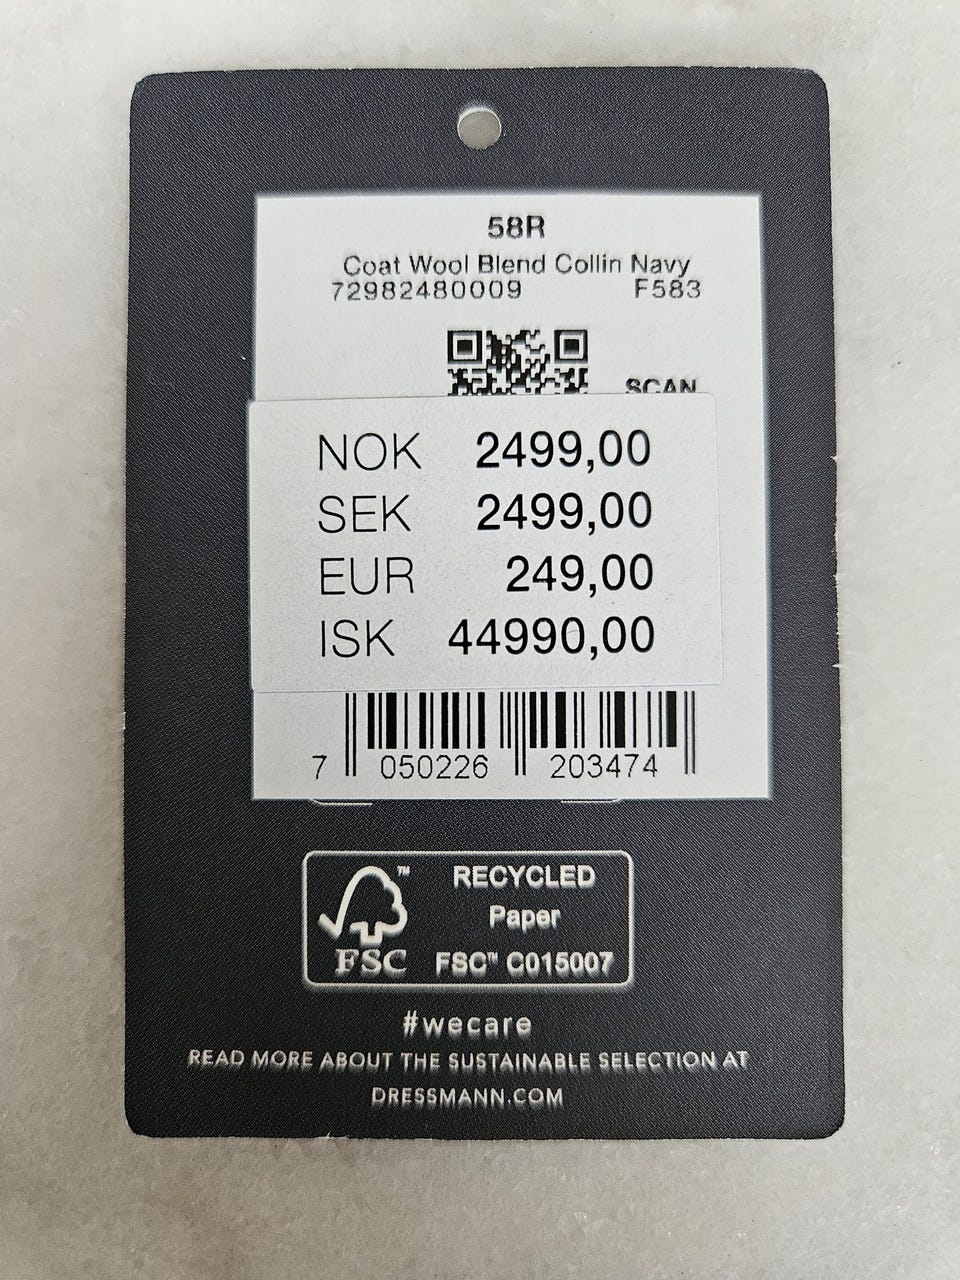 58R
Coat Wool Blend Collin Navy
72982480009 F583
SCAN
NOK 2499,00
SEK 2499,00
EUR 249,00
ISK 44990,00
7 050226 203474
RECYCLED
Paper
FSC™ C015007
FSC
#wecare
READ MORE ABOUT THE SUSTAINABLE SELECTION AT
DRESSMANN.COM